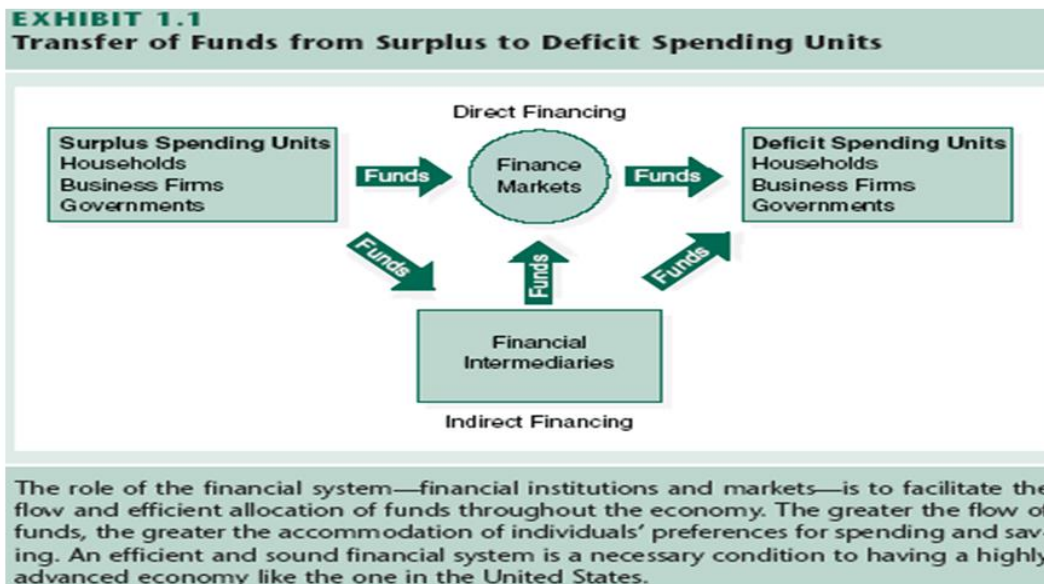 EXHIBIT 1.1
Transfer of Funds from Surplus to Deficit Spending Units
Direct Financing
Surplus Spending Units
Households
Business Firms
Governments
Funds
Finance
Markets
Funds
Deficit Spending Units
Households
Business Firms
Governments
Funds
Funds
Funds
Financial
Intermediaries
Indirect Financing
The role of the financial system—financial institutions and markets—is to facilitate the
flow and efficient allocation of funds throughout the economy. The greater the flow of
funds, the greater the accommodation of individuals' preferences for spending and sav-
ing. An efficient and sound financial system is a necessary condition to having a highly
advanced economy like the one in the United States.